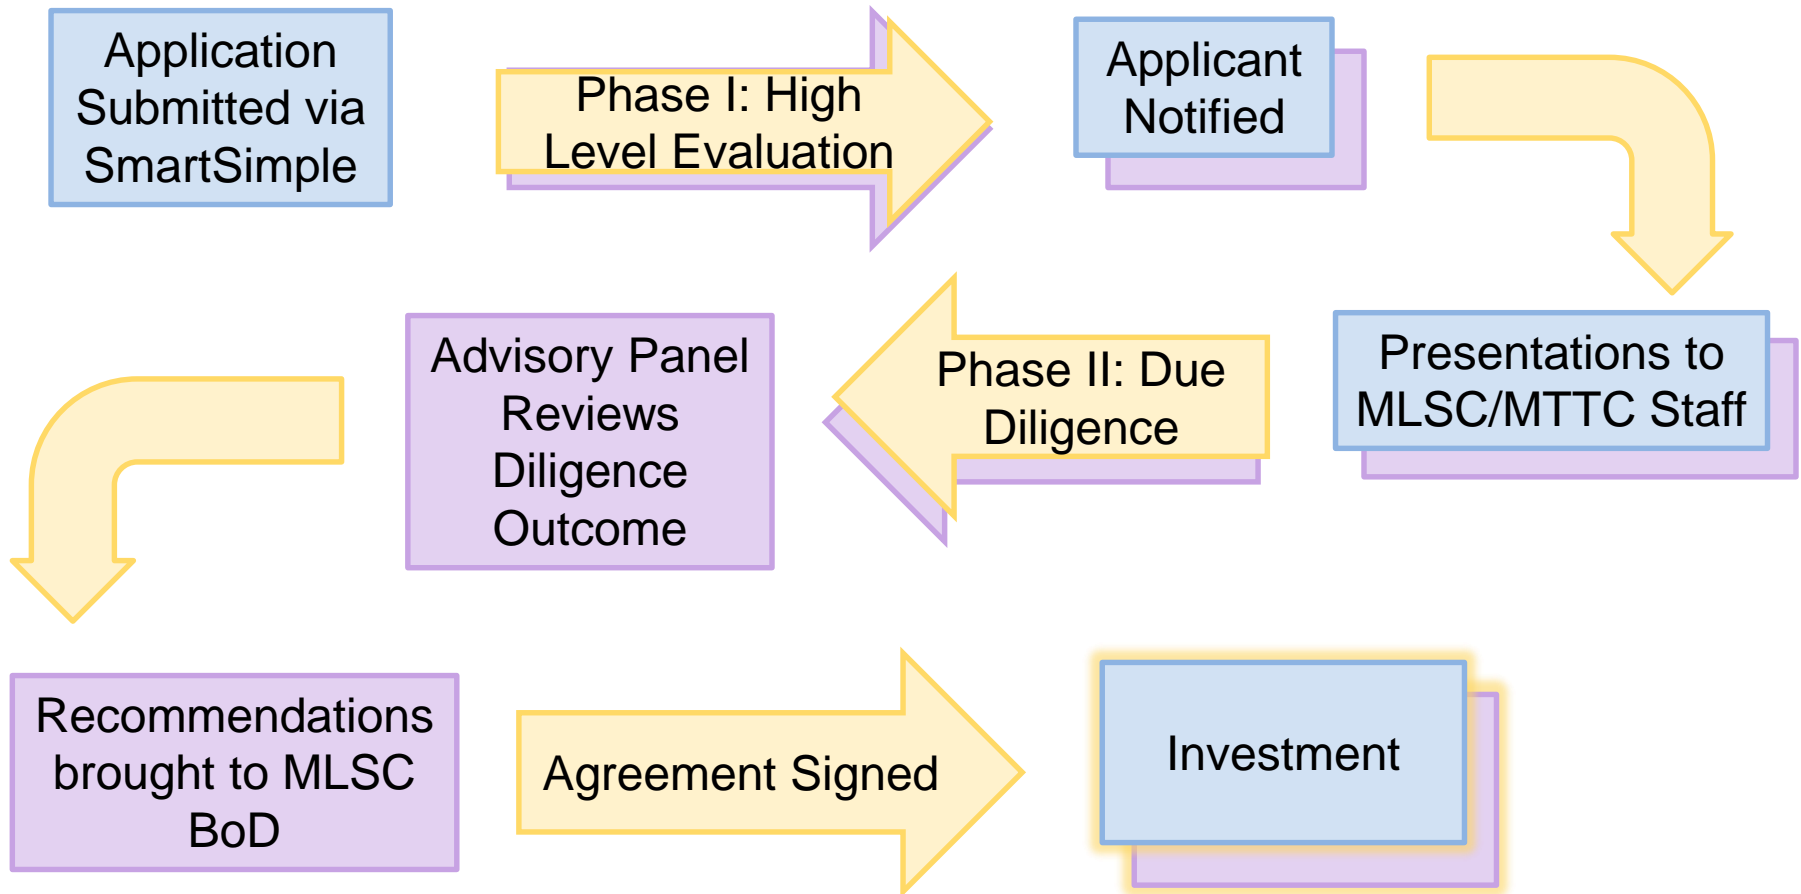 Application
Submitted via
SmartSimple
Phase I: High
Level Evaluation
Applicant
Notified
Presentations to
MLSC/MTTC Staff
Phase II: Due
Diligence
Advisory Panel
Reviews
Diligence
Outcome
Recommendations
brought to MLSC
BoD
Agreement Signed
Investment